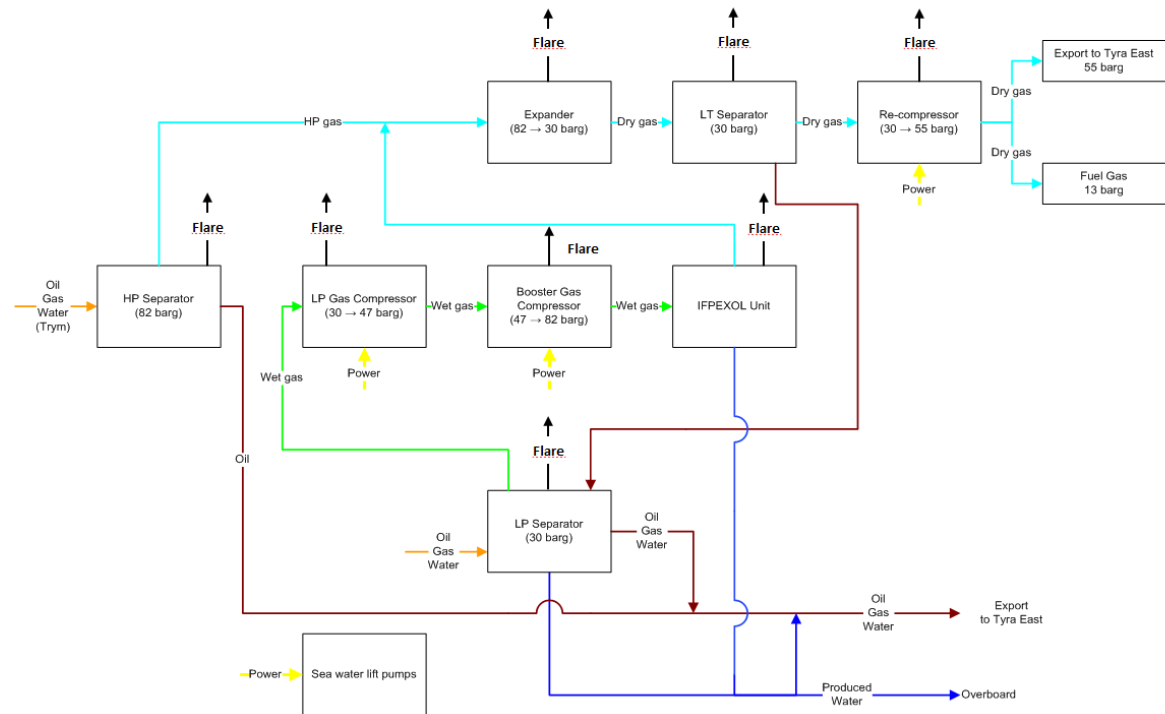 Flare
Flare
Flare
Export to Tyra East
55 barg
Dry gas
HP gas
Expander
(82 → 30 barg)
Dry gas
LT Separator
(30 barg)
Dry gas
Re-compressor
(30 → 55 barg)
Dry gas
Fuel Gas
13 barg
Power
Flare
Flare
Flare
Flare
Oil
Gas
Water
(Trym)
HP Separator
(82 barg)
LP Gas Compressor
(30 → 47 barg)
Wet gas
Booster Gas
Compressor
(47 → 82 barg)
Wet gas
IFPEXOL Unit
Power
Power
Wet gas
Flare
Oil
LP Separator
(30 barg)
Oil
Gas
Water
Oil
Gas
Water
Oil
Gas
Water
Export
to Tyra East
Power
Sea water lift pumps
Produced
Water
Overboard